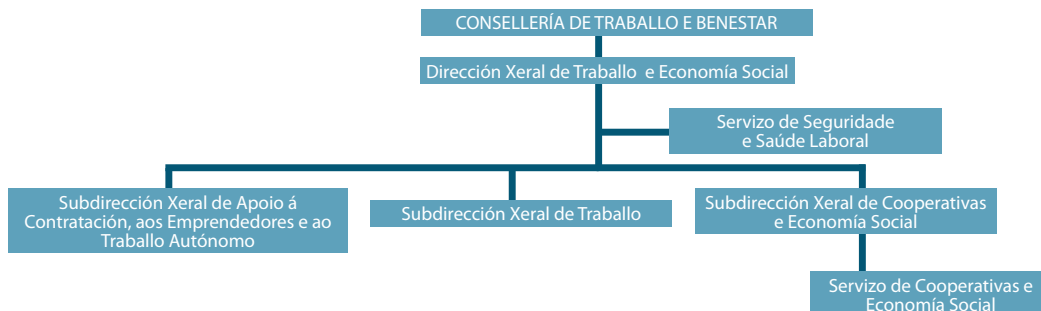 CONSELLERÍA DE TRABALLO E BENESTAR
Dirección Xeral de Traballo e Economía Social
Servizo de Seguridade
e Saúde Laboral
Subdirección Xeral de Apoio á
Contratación, aos Emprendedores e ao
Traballo Autónomo
Subdirección Xeral de Traballo
Subdirección Xeral de Cooperativas
e Economía Social
Servizo de Cooperativas e
Economía Social